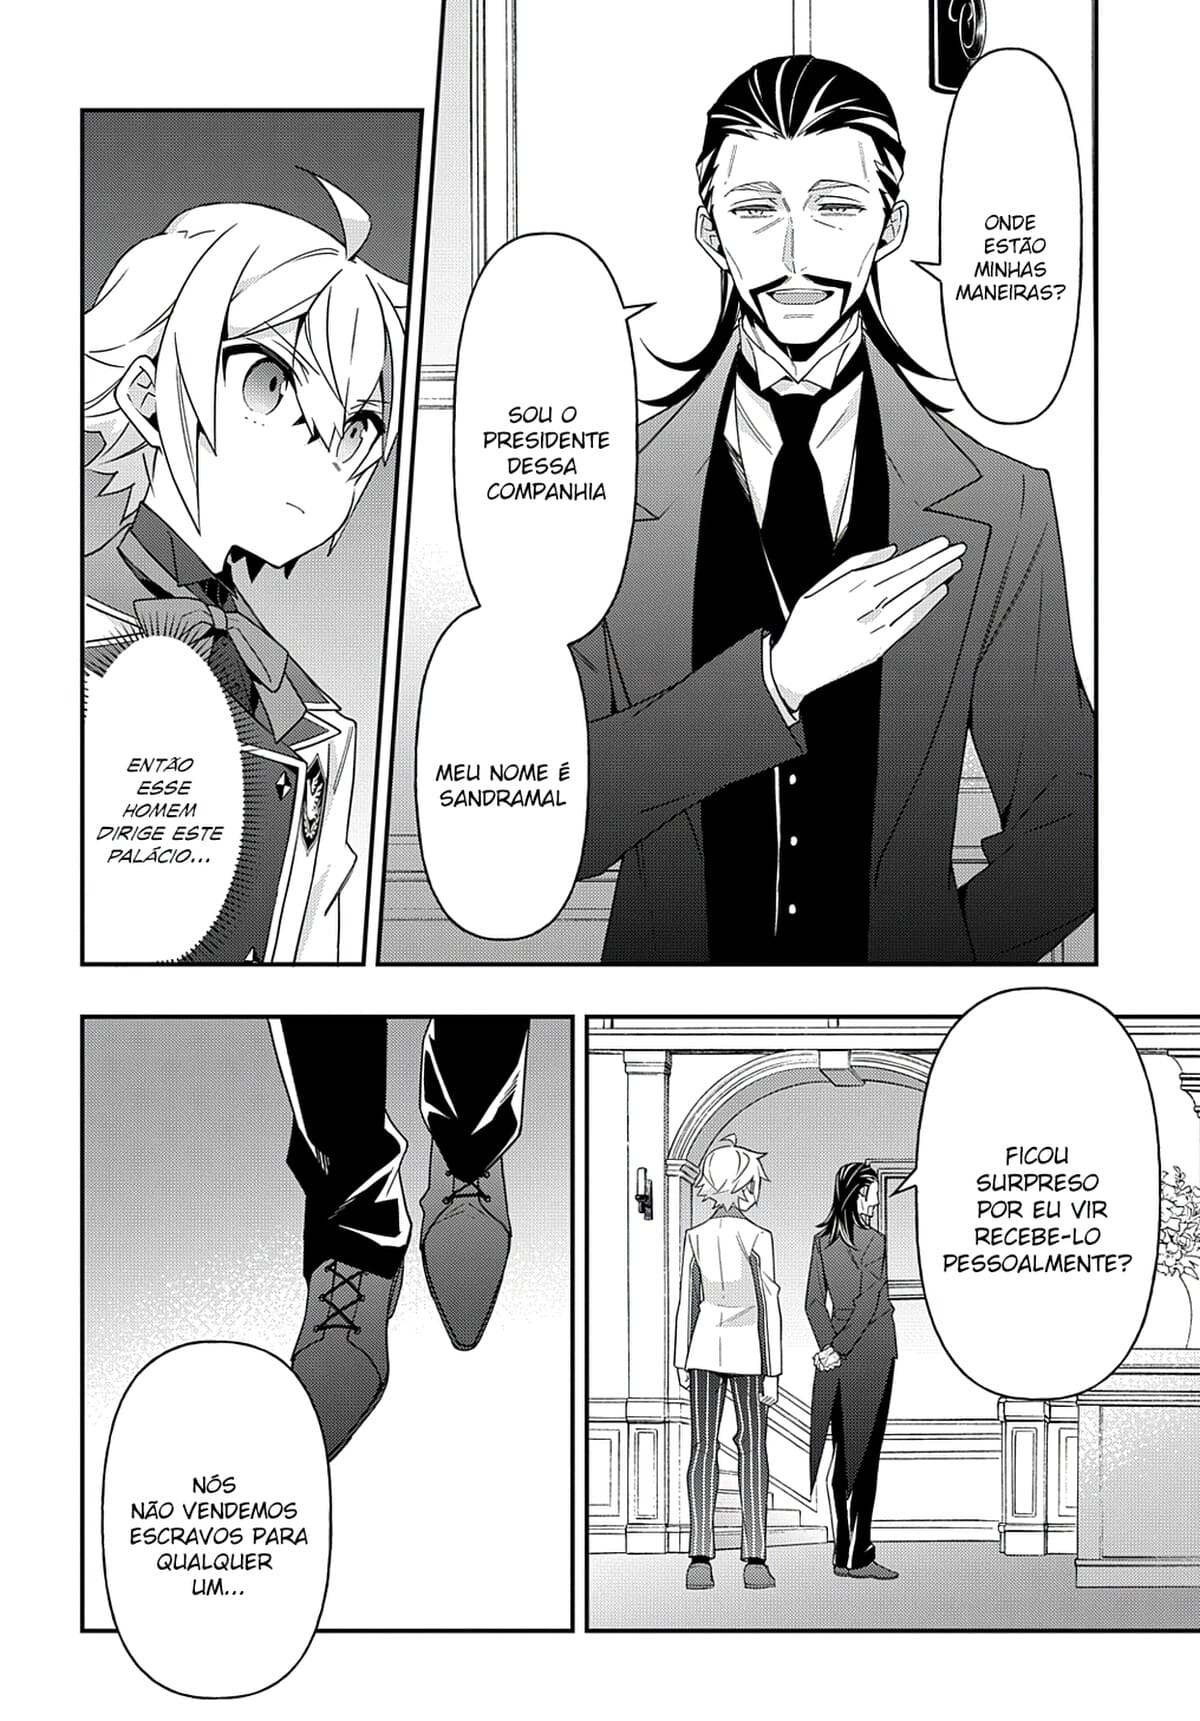 ONDE
ESTÃO
MINHAS
MANEIRAS?
SOU O
PRESIDENTE
DESSA
COMPANHIA
MEU NOME É
SANDRAMAL
ENTÃO
ESSE
HOMEM
DIRIGE ESTE
PALÁCIO...
FICOU
SURPRESO
POR EU VIR
RECEBE-LO
PESSOALMENTE?
NÓS
NÃO VENDEMOS
ESCRAVOS PARA
QUALQUER
UM...